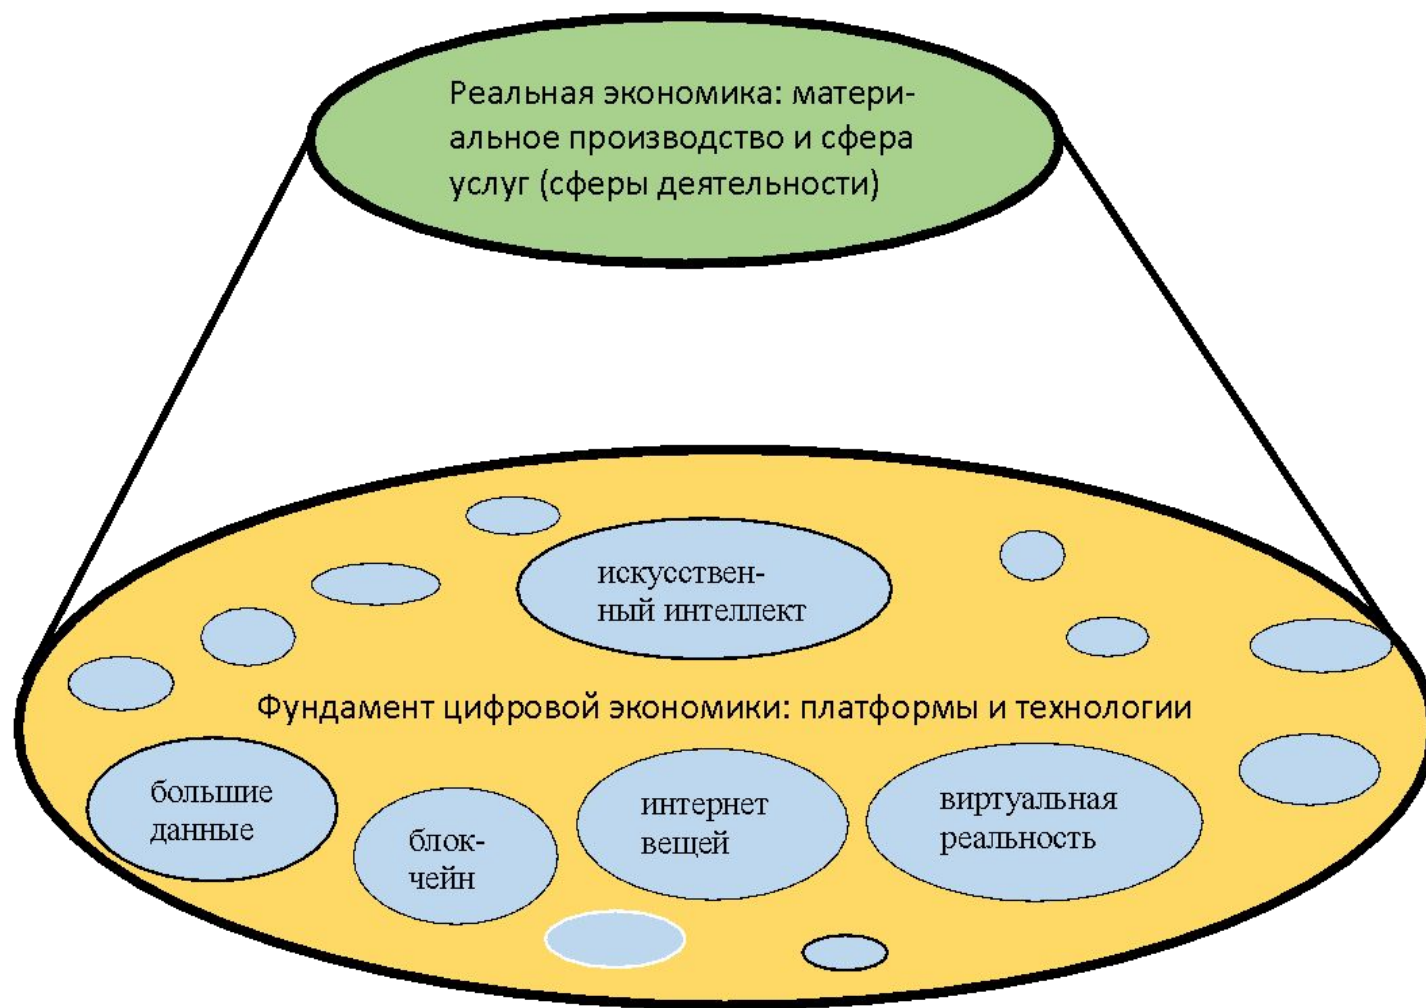 Реальная экономика: матери-
альное производство и сфера
услуг (сферы деятельности)
искусствен-
ный интеллект
Фундамент цифровой экономики: платформы и технологии
большие
данные
блок-
чейн
интернет
вещей
виртуальная
реальность